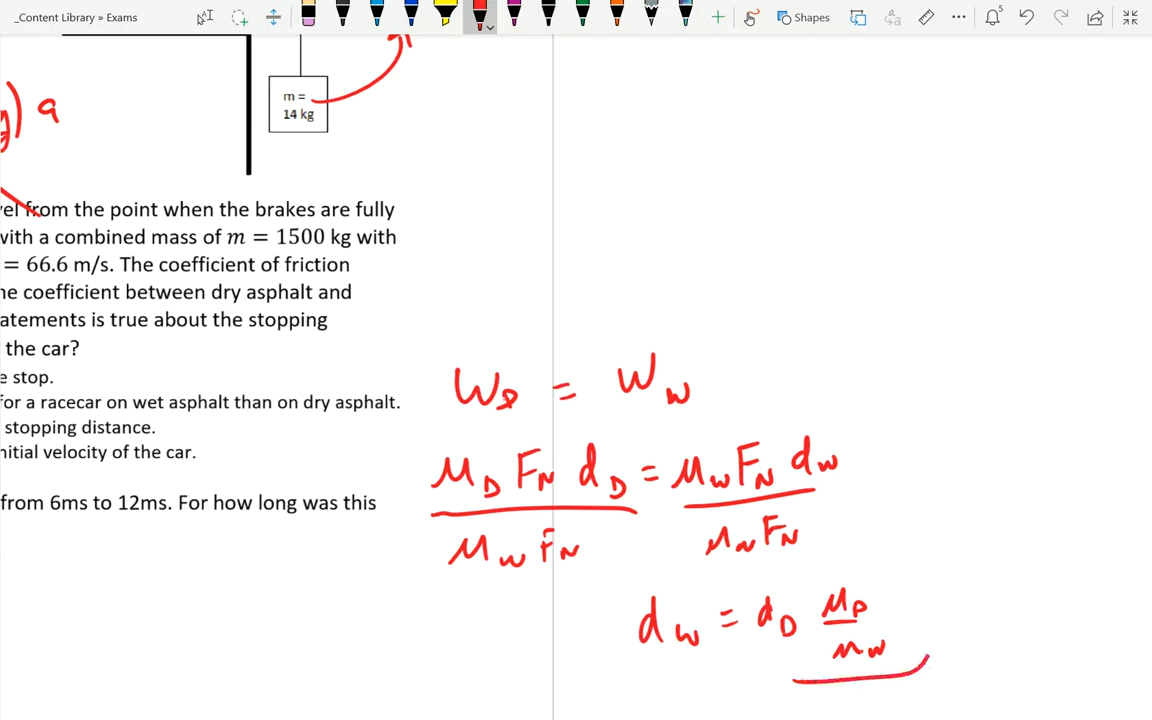 _Content Library » Exams
Shapes
5
) a
m =
14 kg
from the point when the brakes are fully
with a combined mass of m = 1500 kg with
= 66.6 m/s. The coefficient of friction
coefficient between dry asphalt and
statements is true about the stopping
the car?
stop.
for a racecar on wet asphalt than on dry asphalt.
stopping distance.
initial velocity of the car.
from 6ms to 12ms. For how long was this
W_D = W_W
μ_D F_N d_D = μ_W F_N d_W
μ_W F_N μ_W F_N
d_W = d_D μ_D
μ_W